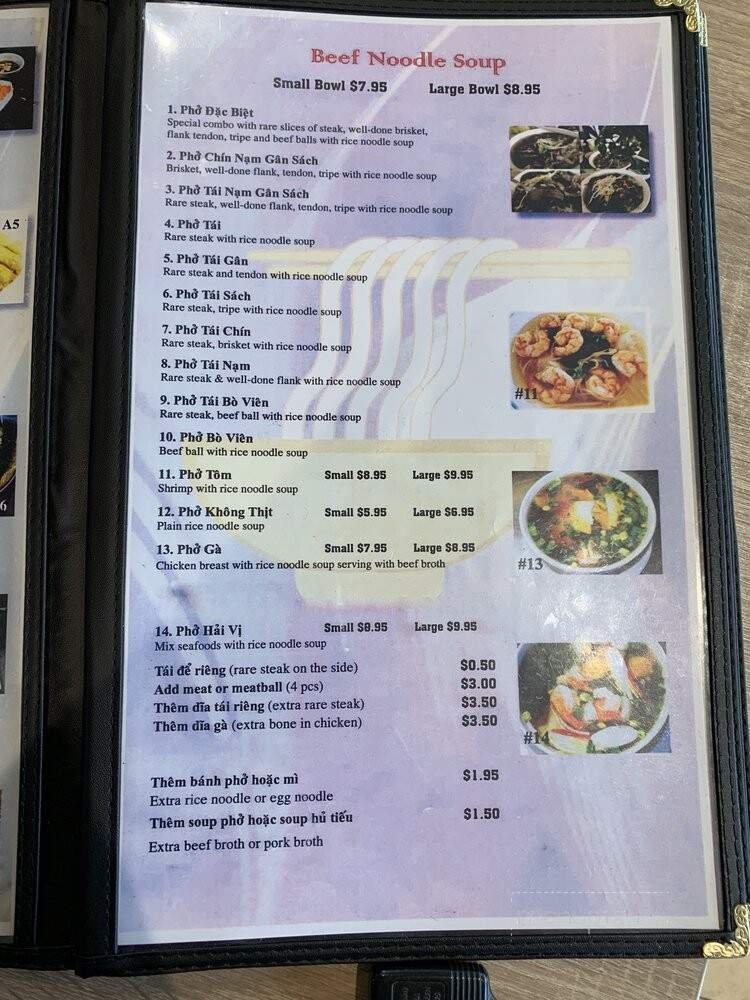 Beef Noodle Soup
Small Bowl $7.95 Large Bowl $8.95
1. Phở Đặc Biệt
Special combo with rare slices of steak, well-done brisket,
flank tendon, tripe and beef balls with rice noodle soup
2. Phở Chín Nạm Gân Sách
Brisket, well-done flank, tendon, tripe with rice noodle soup
3. Phở Tái Nạm Gân Sách
Rare steak, well-done flank, tendon, tripe with rice noodle soup
4. Phở Tái
Rare steak with rice noodle soup
5. Phở Tái Gân
Rare steak and tendon with rice noodle soup
6. Phở Tái Sách
Rare steak, tripe with rice noodle soup
7. Phở Tái Chín
Rare steak, brisket with rice noodle soup
8. Phở Tái Nạm
Rare steak & well-done flank with rice noodle soup
9. Phở Tái Bò Viên
Rare steak, beef ball with rice noodle soup
10. Phở Bò Viên
Beef ball with rice noodle soup
11. Phở Tôm Small $8.95 Large $9.95
Shrimp with rice noodle soup
12. Phở Không Thịt Small $5.95 Large $6.95
Plain rice noodle soup
13. Phở Gà Small $7.95 Large $8.95
Chicken breast with rice noodle soup serving with beef broth
14. Phở Hải Vị Small $8.95 Large $9.95
Mix seafoods with rice noodle soup
Tái để riêng (rare steak on the side) $0.50
Add meat or meatball (4 pcs) $3.00
Thêm dĩa tái riêng (extra rare steak) $3.50
Thêm dĩa gà (extra bone in chicken) $3.50
Thêm bánh phở hoặc mì $1.95
Extra rice noodle or egg noodle
Thêm soup phở hoặc soup hủ tiếu $1.50
Extra beef broth or pork broth
#11
#13
#14
A5
6